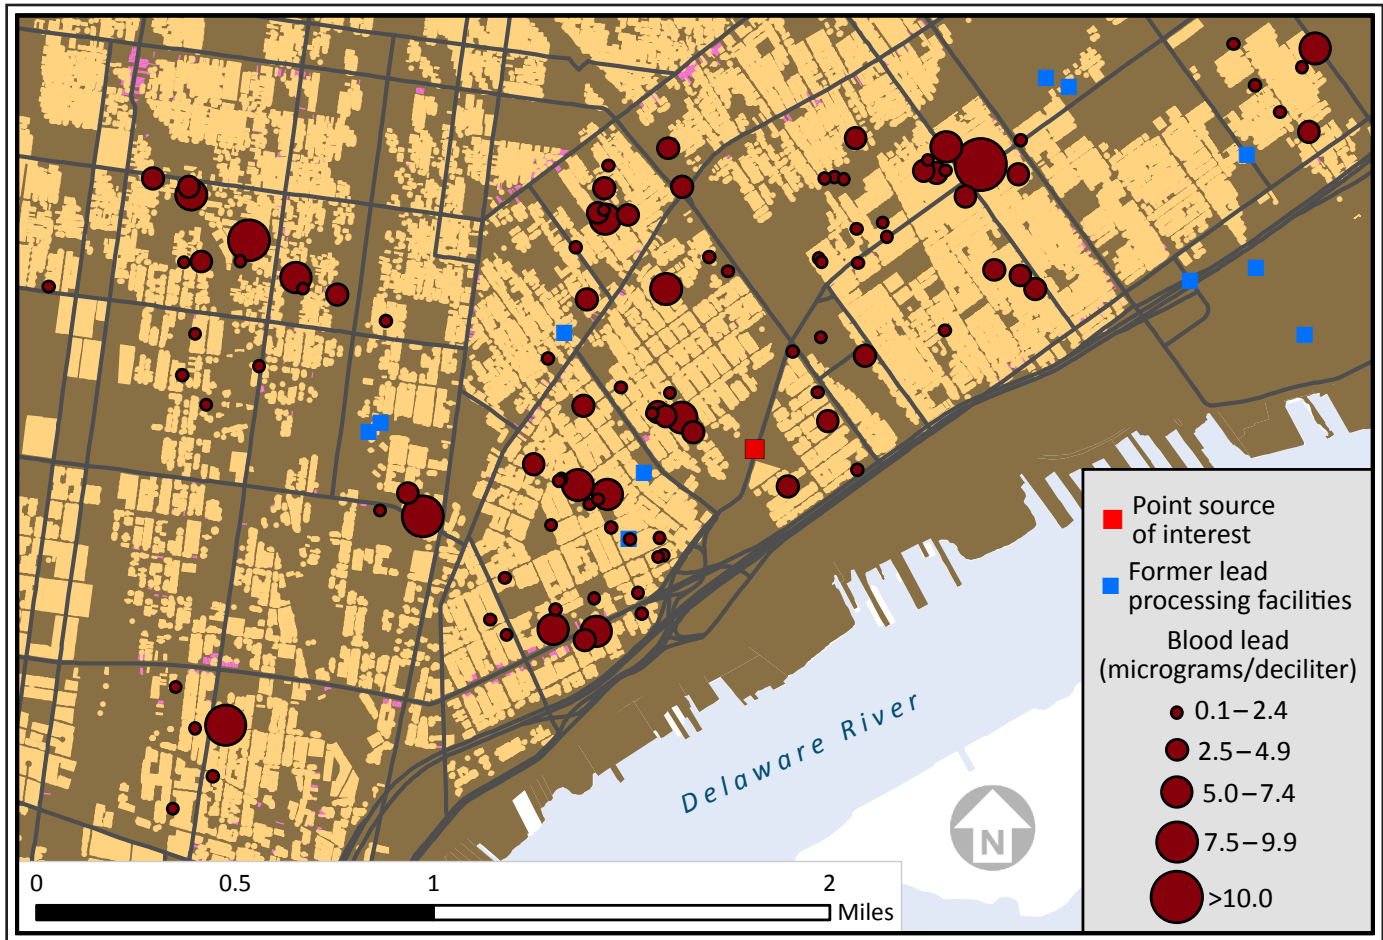 Delaware River
N
0 0.5 1 2
Miles
Point source
of interest
Former lead
processing facilities
Blood lead
(micrograms/deciliter)
0.1–2.4
2.5–4.9
5.0–7.4
7.5–9.9
>10.0